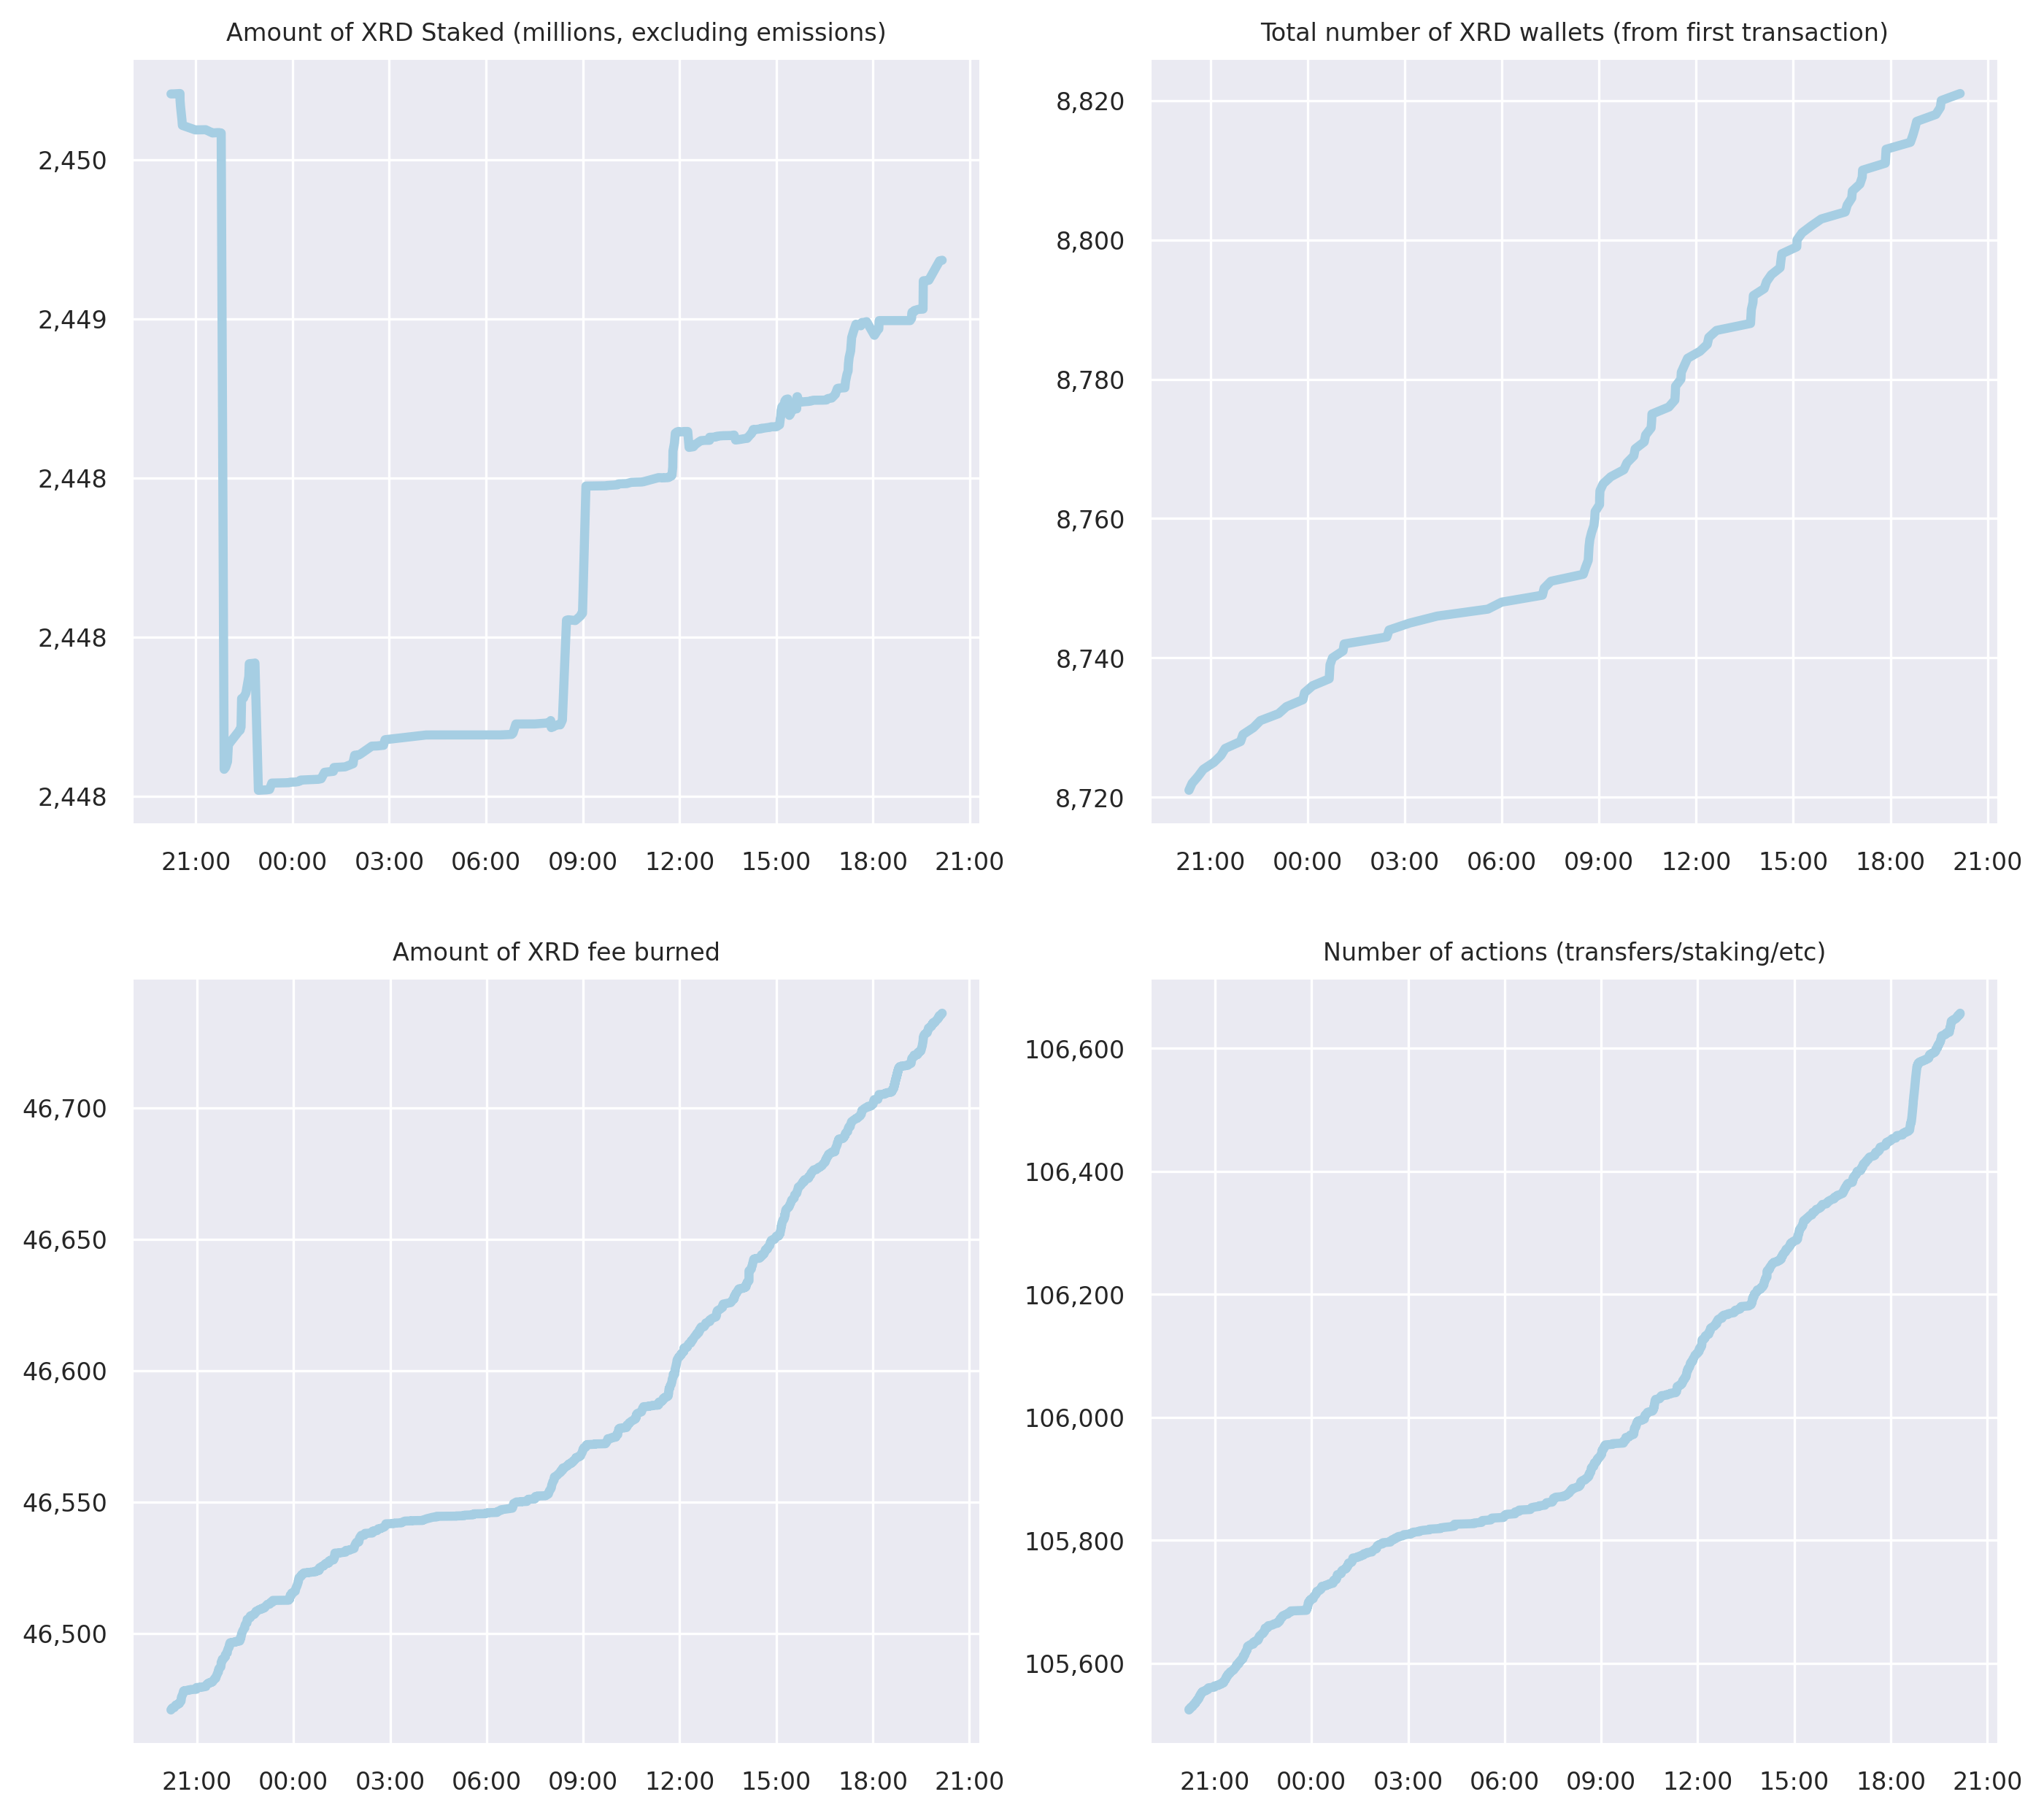 Amount of XRD Staked (millions, excluding emissions)
2,450
2,449
2,448
2,448
2,448
21:00 00:00 03:00 06:00 09:00 12:00 15:00 18:00 21:00
Total number of XRD wallets (from first transaction)
8,820
8,800
8,780
8,760
8,740
8,720
21:00 00:00 03:00 06:00 09:00 12:00 15:00 18:00 21:00
Amount of XRD fee burned
46,700
46,650
46,600
46,550
46,500
21:00 00:00 03:00 06:00 09:00 12:00 15:00 18:00 21:00
Number of actions (transfers/staking/etc)
106,600
106,400
106,200
106,000
105,800
105,600
21:00 00:00 03:00 06:00 09:00 12:00 15:00 18:00 21:00